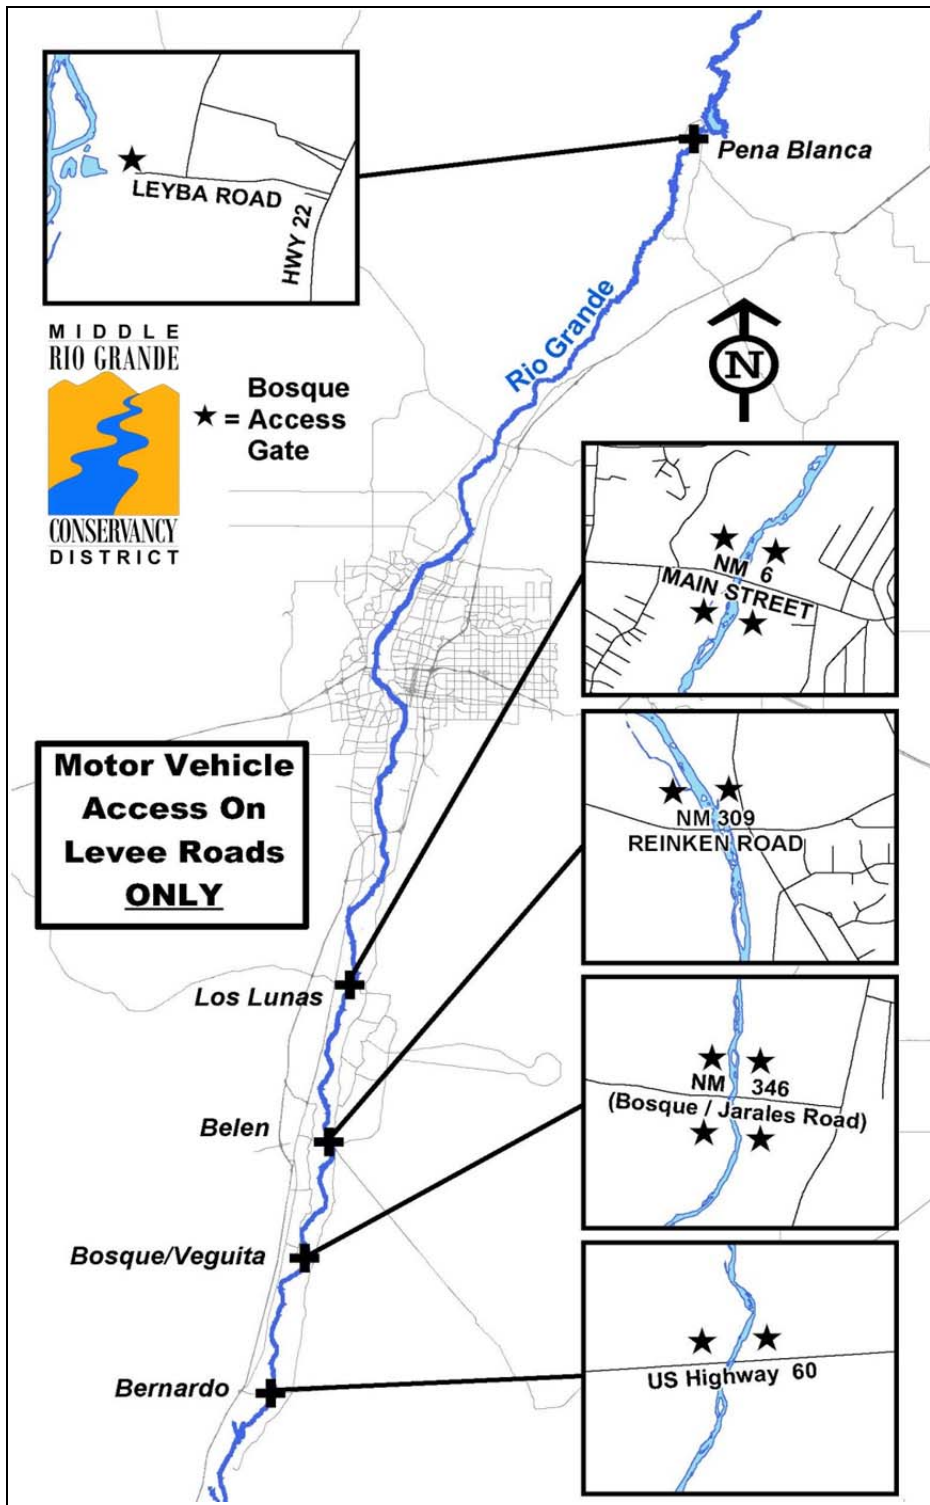 LEYBA ROAD
HWY 22
Pena Blanca
MIDDLE
RIO GRANDE
CONSERVANCY
DISTRICT
★ = Bosque
Access
Gate
Rio Grande
N
NM 6
MAIN STREET
NM 309
REINKEN ROAD
Motor Vehicle
Access On
Levee Roads
ONLY
Los Lunas
NM 346
(Bosque / Jarales Road)
Belen
Bosque/Veguita
US Highway 60
Bernardo